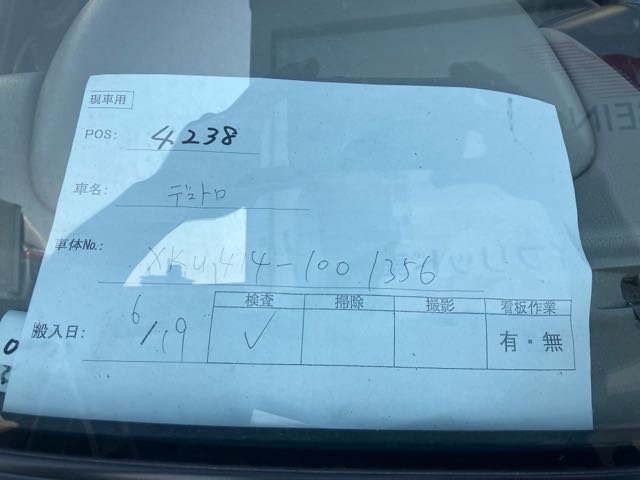 現車用
POS: 4238
車名: デュトロ
車体No.: XKU414-1001356
検査 掃除 撮影 看板作業
搬入日: 6/19 ✓ 有・無